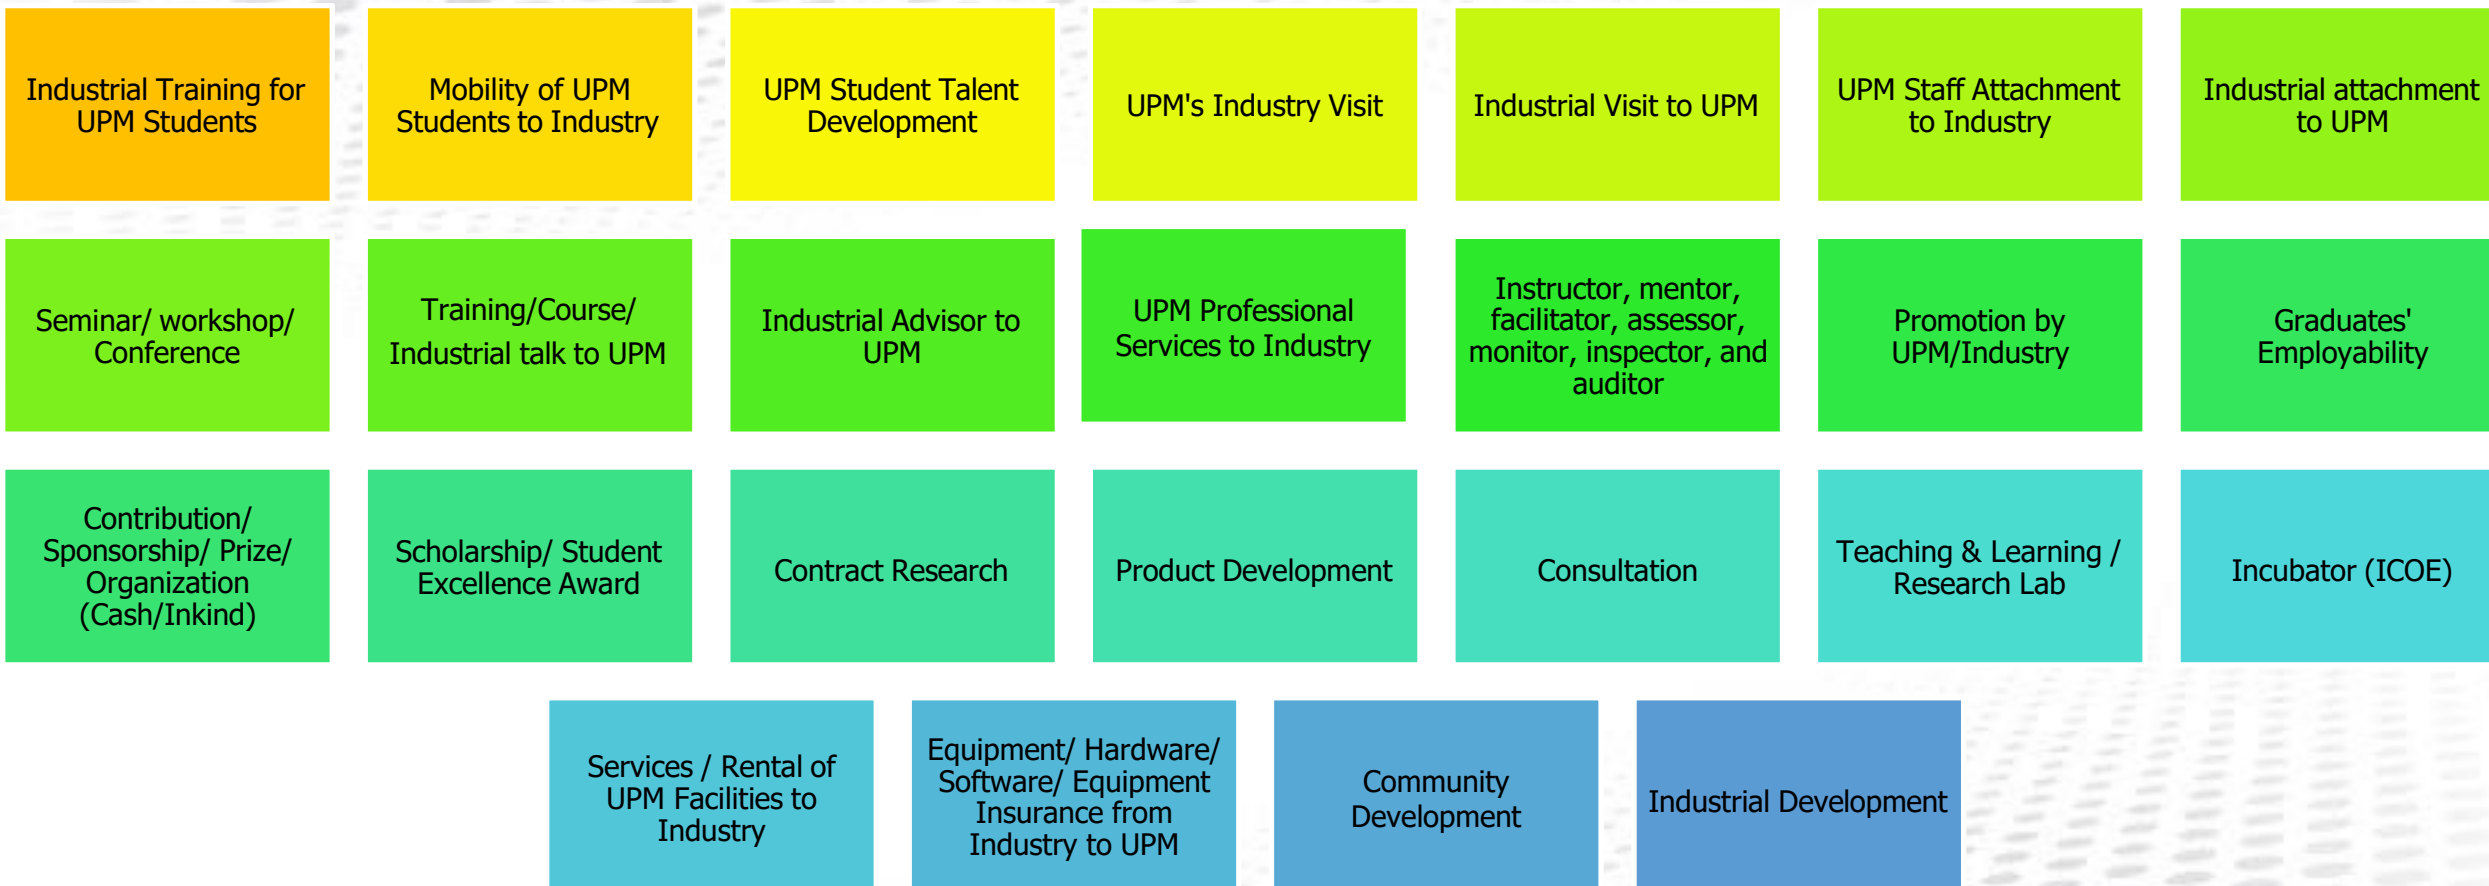 Industrial Training for
UPM Students
Mobility of UPM
Students to Industry
UPM Student Talent
Development
UPM's Industry Visit
Industrial Visit to UPM
UPM Staff Attachment
to Industry
Industrial attachment
to UPM
Seminar/ workshop/
Conference
Training/Course/
Industrial talk to UPM
Industrial Advisor to
UPM
UPM Professional
Services to Industry
Instructor, mentor,
facilitator, assessor,
monitor, inspector, and
auditor
Promotion by
UPM/Industry
Graduates'
Employability
Contribution/
Sponsorship/ Prize/
Organization
(Cash/Inkind)
Scholarship/ Student
Excellence Award
Contract Research
Product Development
Consultation
Teaching & Learning /
Research Lab
Incubator (ICOE)
Services / Rental of
UPM Facilities to
Industry
Equipment/ Hardware/
Software/ Equipment
Insurance from
Industry to UPM
Community
Development
Industrial Development